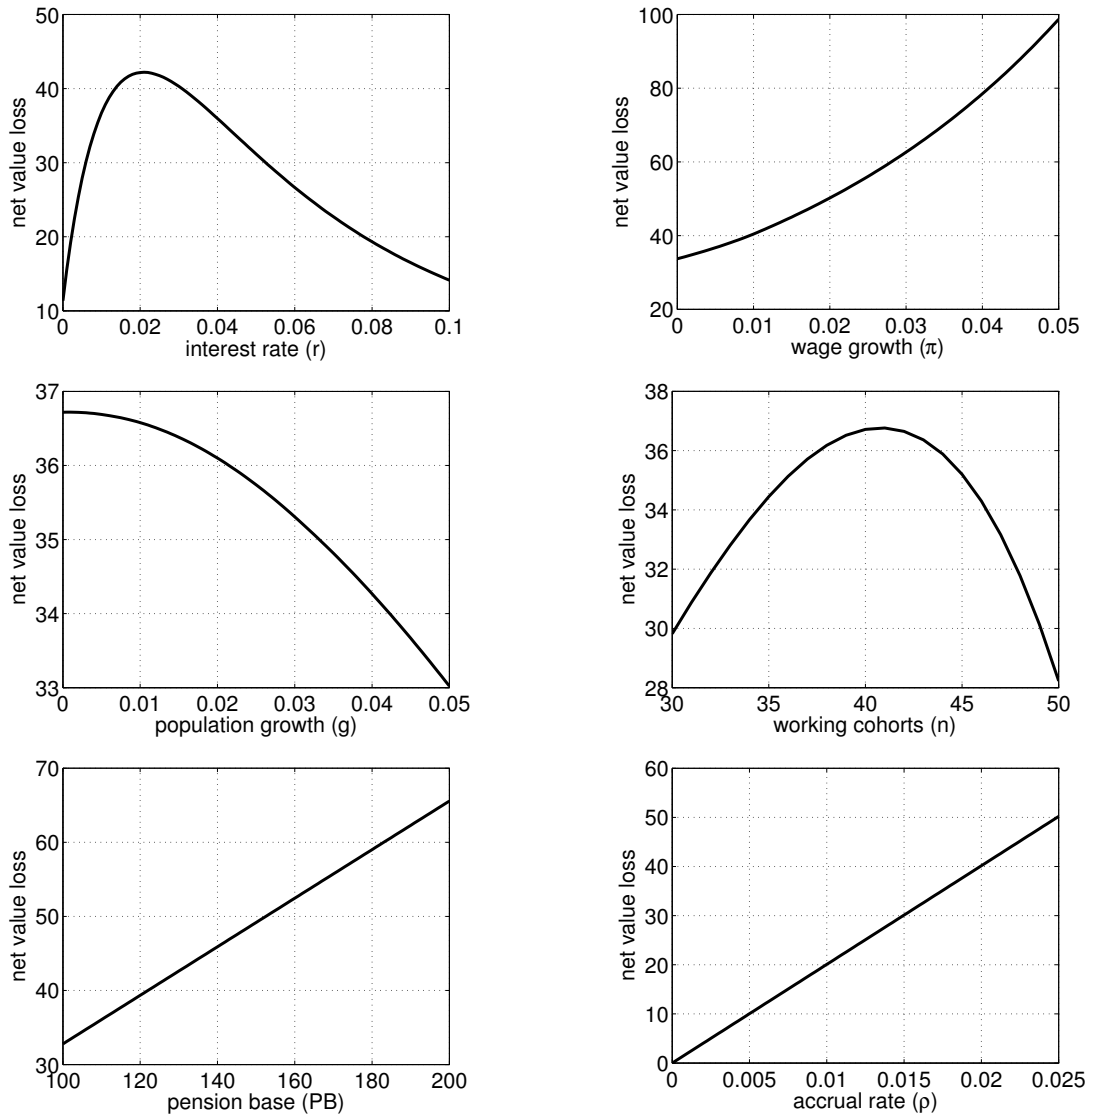 50
40
30
20
10
net value loss
0 0.02 0.04 0.06 0.08 0.1
interest rate (r)
100
80
60
40
20
net value loss
0 0.01 0.02 0.03 0.04 0.05
wage growth (π)
37
36
35
34
33
net value loss
0 0.01 0.02 0.03 0.04 0.05
population growth (g)
38
36
34
32
30
28
net value loss
30 35 40 45 50
working cohorts (n)
70
60
50
40
30
net value loss
100 120 140 160 180 200
pension base (PB)
60
50
40
30
20
10
0
net value loss
0 0.005 0.01 0.015 0.02 0.025
accrual rate (ρ)